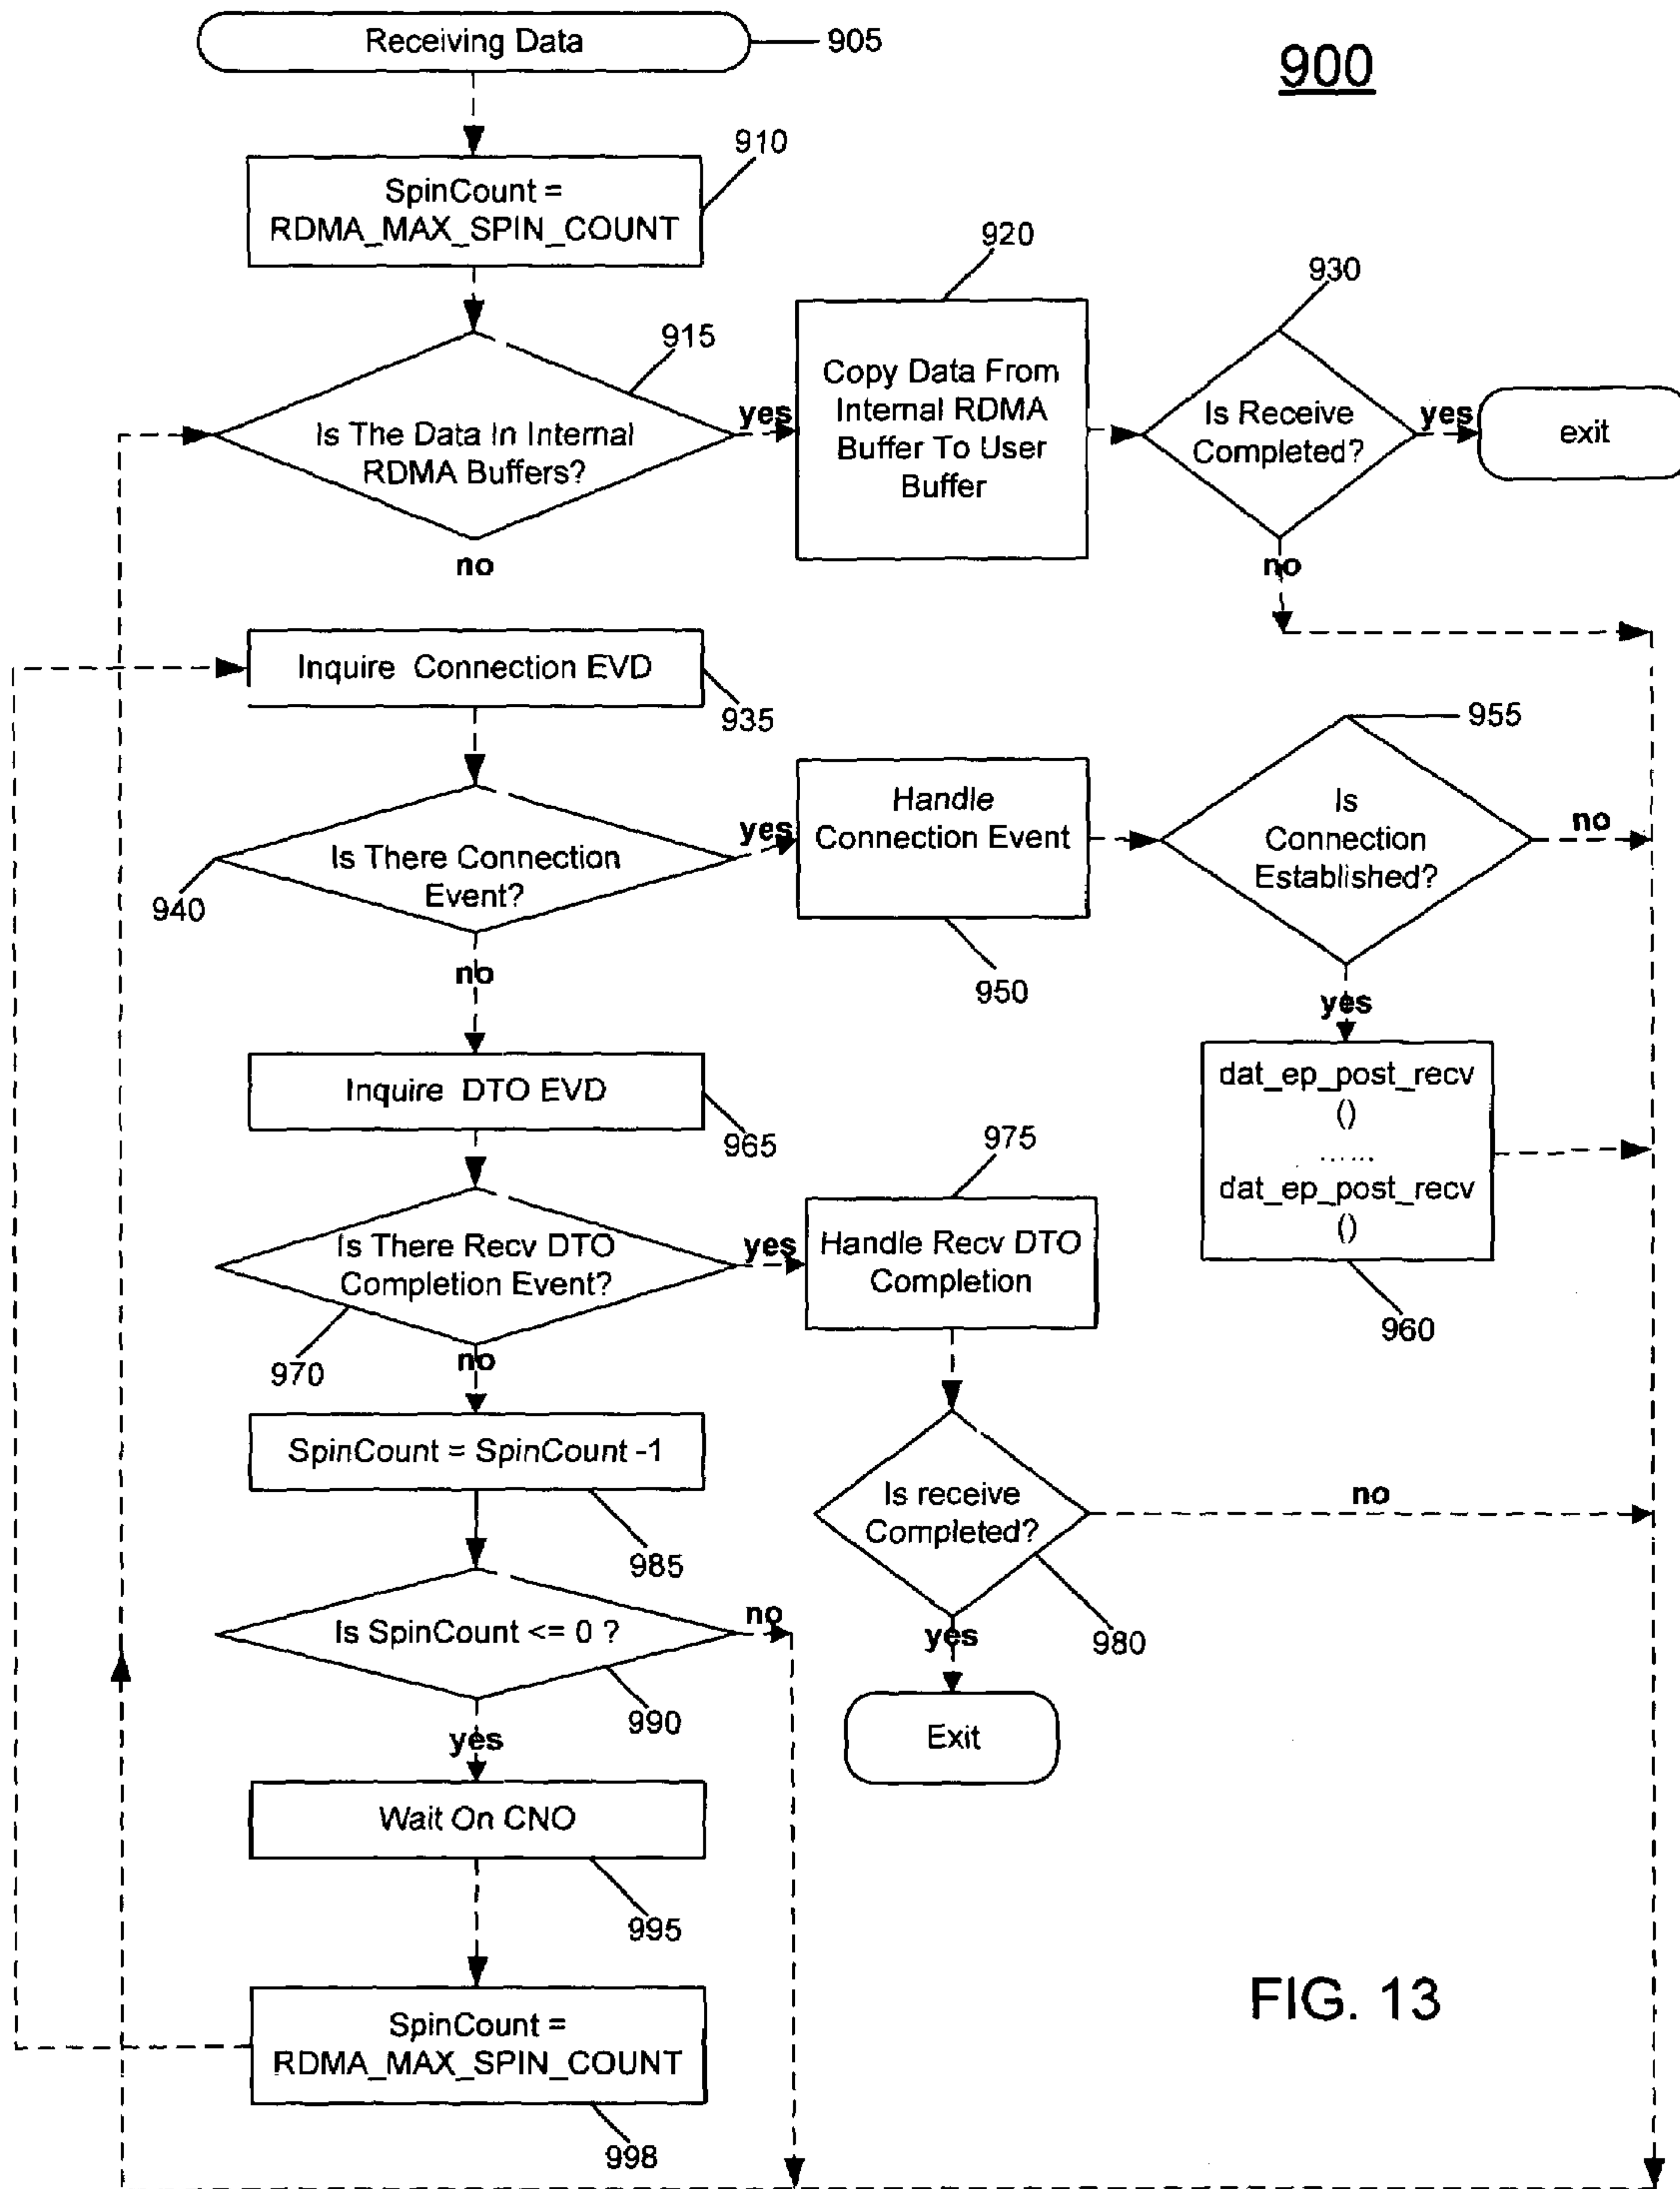 Receiving Data
905
900
910
SpinCount =
RDMA_MAX_SPIN_COUNT
920
930
915
Is The Data In Internal
RDMA Buffers?
yes
Copy Data From
Internal RDMA
Buffer To User
Buffer
Is Receive
Completed?
yes
exit
no
no
Inquire Connection EVD
935
955
Is There Connection
Event?
940
yes
Handle
Connection Event
950
Is
Connection
Established?
no
no
yes
Inquire DTO EVD
965
dat_ep_post_recv
()
......
dat_ep_post_recv
()
960
975
Is There Recv DTO
Completion Event?
970
yes
Handle Recv DTO
Completion
no
SpinCount = SpinCount -1
985
Is receive
Completed?
no
980
yes
Exit
Is SpinCount <= 0 ?
no
990
yes
Wait On CNO
995
SpinCount =
RDMA_MAX_SPIN_COUNT
998
FIG. 13